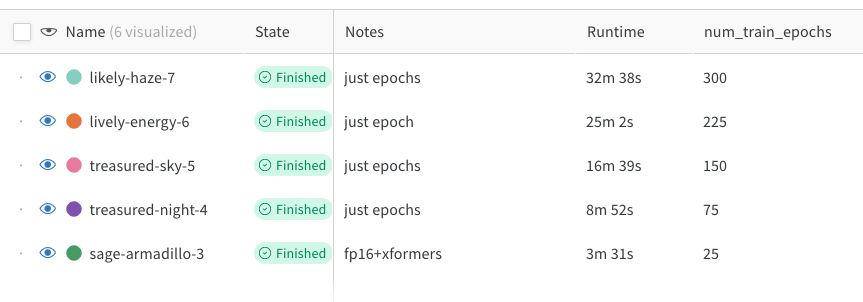 Name (6 visualized) State Notes Runtime num_train_epochs
likely-haze-7 Finished just epochs 32m 38s 300
lively-energy-6 Finished just epoch 25m 2s 225
treasured-sky-5 Finished just epochs 16m 39s 150
treasured-night-4 Finished just epochs 8m 52s 75
sage-armadillo-3 Finished fp16+xformers 3m 31s 25